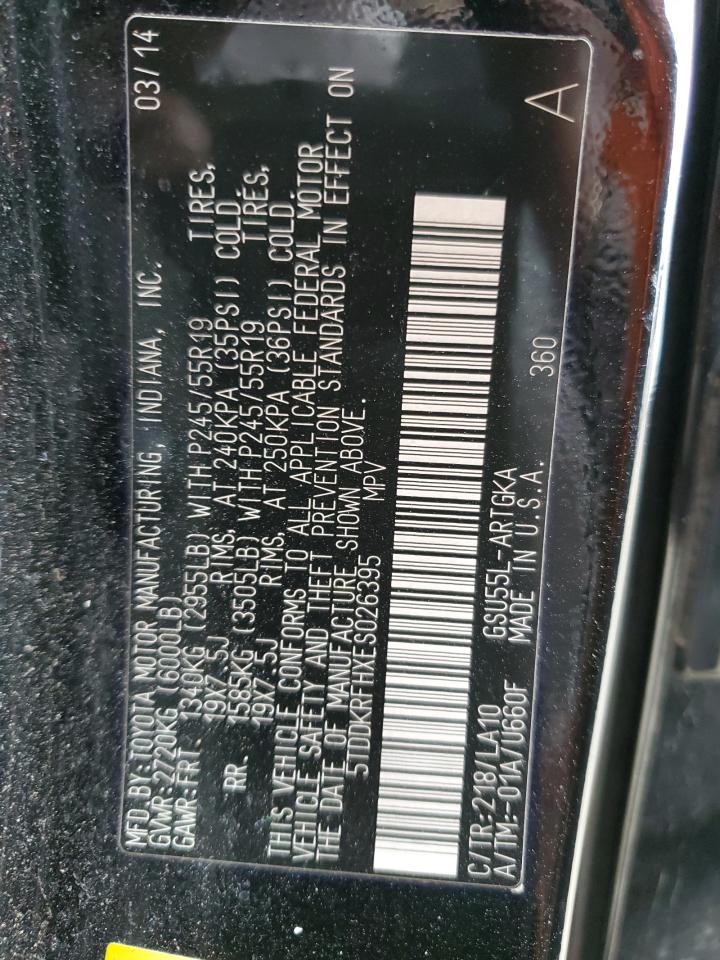 MFD.BY:TOYOTA MOTOR MANUFACTURING, INDIANA, INC. 03/14
GVWR:2720KG (6000LB)
GAWR:FRT. 1340KG (2955LB) WITH P245/55R19 TIRES,
19X7.5J RIMS, AT 240KPA (35PSI) COLD.
RR. 1585KG (3505LB) WITH P245/55R19 TIRES,
19X7.5J RIMS, AT 250KPA (36PSI) COLD.
THIS VEHICLE CONFORMS TO ALL APPLICABLE FEDERAL MOTOR
VEHICLE SAFETY AND THEFT PREVENTION STANDARDS IN EFFECT ON
THE DATE OF MANUFACTURE SHOWN ABOVE.
5TDDKRFHXES026395 MPV
C/TR:218/LA10 GSU55L-ARTGKA
A/TM:-01A/U660F MADE IN U.S.A. 360 A